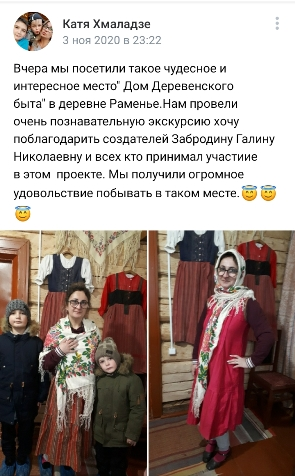 Катя Хмаладзе
3 ноя 2020 в 23:22
Вчера мы посетили такое чудесное и
интересное место" Дом Деревенского
быта" в деревне Раменье.Нам провели
очень познавательную экскурсию хочу
поблагодарить создателей Забродину Галину
Николаевну и всех кто принимал участиие
в этом проекте. Мы получили огромное
удовольствие побывать в таком месте.😇😇
😇